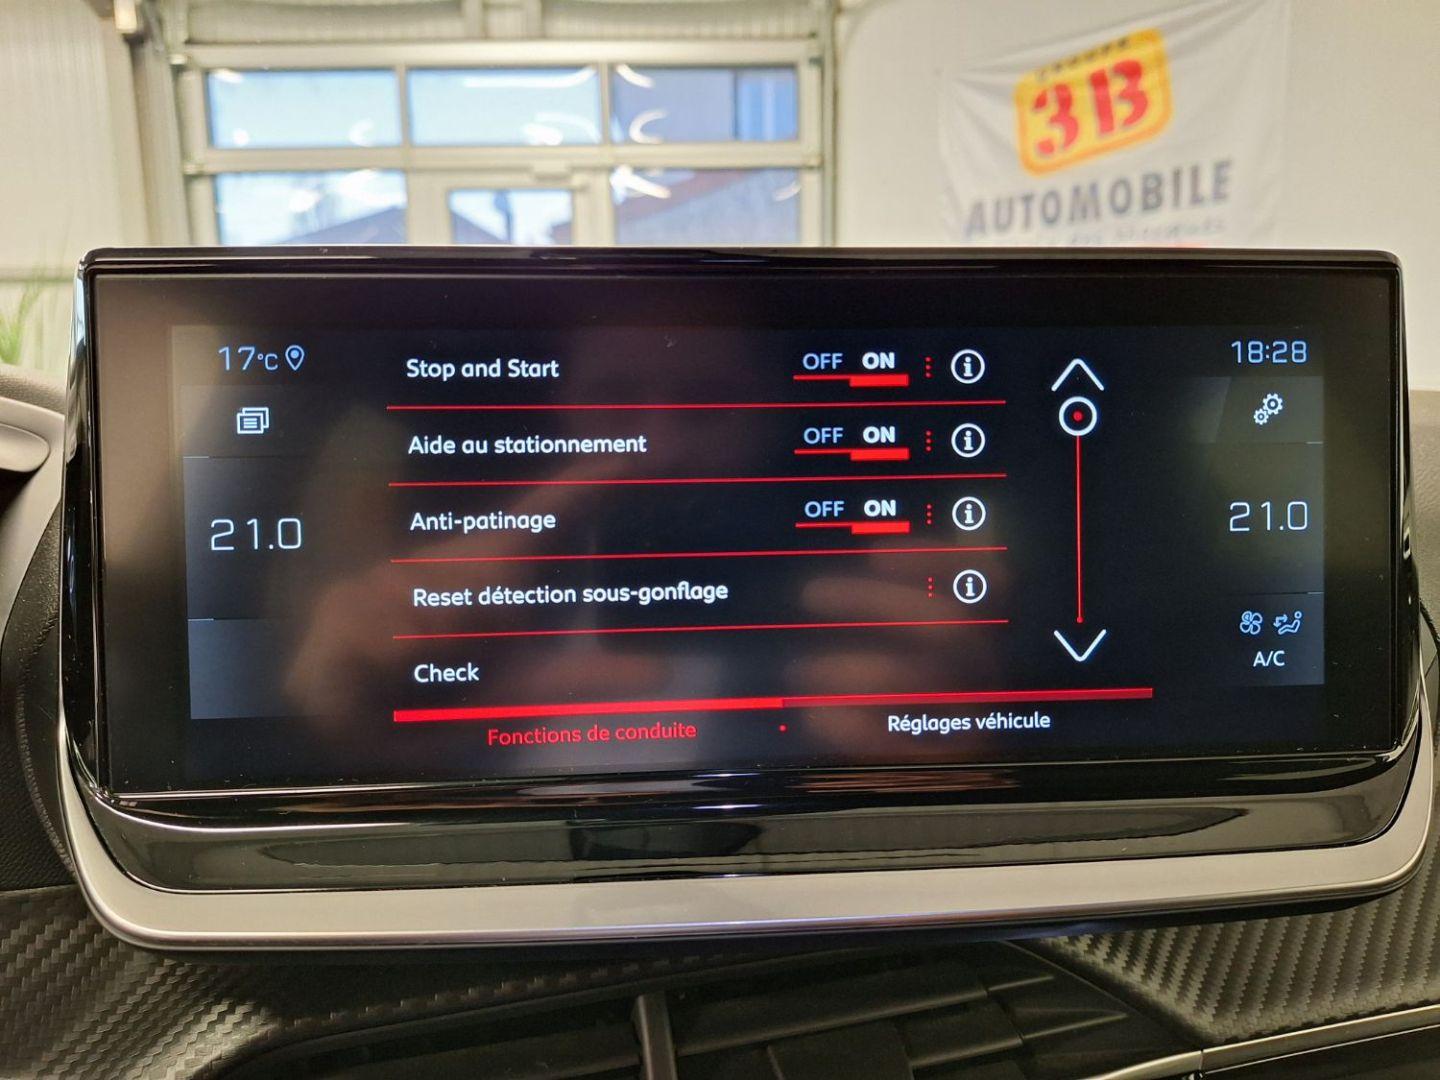 3B
AUTOMOBILE
17°C
18:28
Stop and Start OFF ON
Aide au stationnement OFF ON
Anti-patinage OFF ON
Reset détection sous-gonflage
Check
21.0
21.0
A/C
Fonctions de conduite
Réglages véhicule